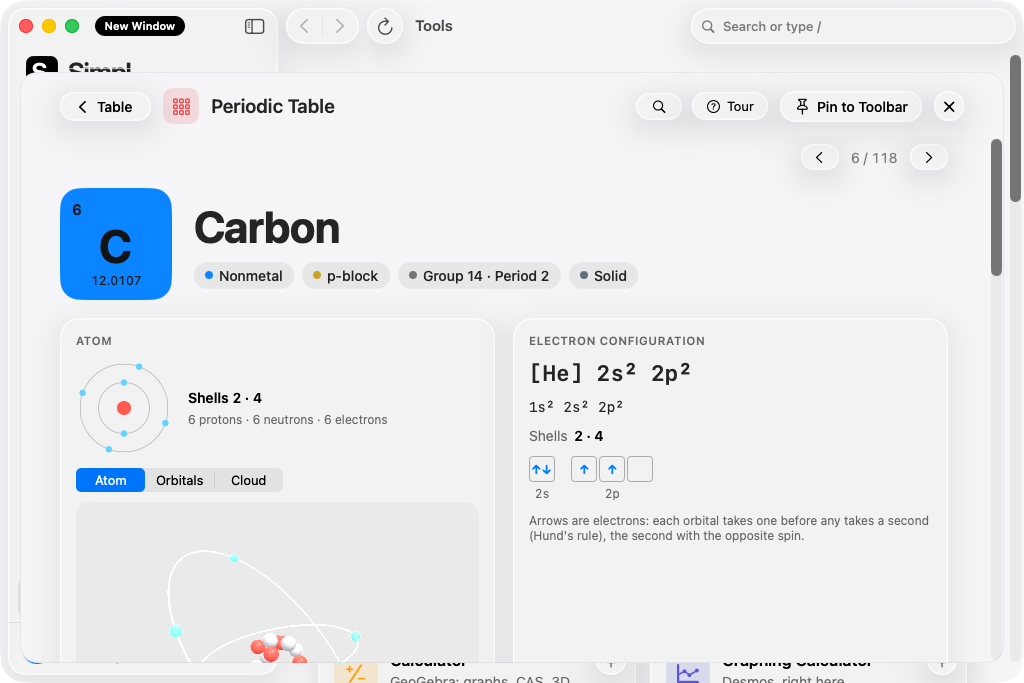 New Window
Tools
Search or type /
Simpl
Table
Periodic Table
Tour
Pin to Toolbar
6 / 118
6
C
12.0107
Carbon
Nonmetal
p-block
Group 14 · Period 2
Solid
ATOM
Shells 2 · 4
6 protons · 6 neutrons · 6 electrons
Atom
Orbitals
Cloud
ELECTRON CONFIGURATION
[He] 2s² 2p²
1s² 2s² 2p²
Shells 2 · 4
2s
2p
Arrows are electrons: each orbital takes one before any takes a second
(Hund's rule), the second with the opposite spin.
Calculator
GeoGebra: graphs, CAS, 3D
Graphing Calculator
Desmos, right here